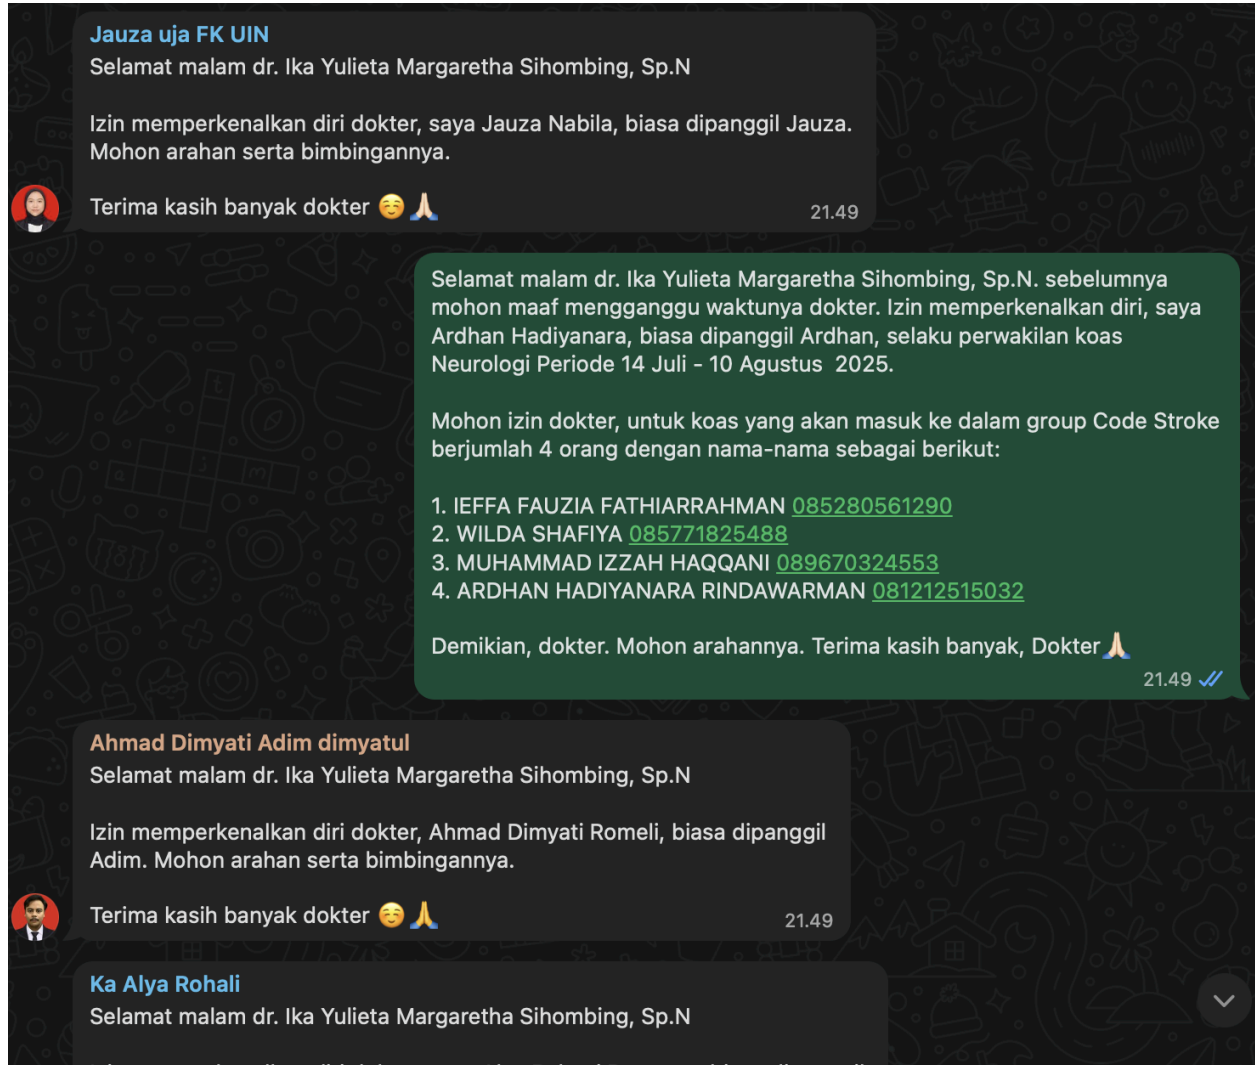 Jauza uja FK UIN
Selamat malam dr. Ika Yulieta Margaretha Sihombing, Sp.N
Izin memperkenalkan diri dokter, saya Jauza Nabila, biasa dipanggil Jauza.
Mohon arahan serta bimbingannya.
Terima kasih banyak dokter ☺️🙏🏻
21.49
Selamat malam dr. Ika Yulieta Margaretha Sihombing, Sp.N. sebelumnya
mohon maaf mengganggu waktunya dokter. Izin memperkenalkan diri, saya
Ardhan Hadiyanara, biasa dipanggil Ardhan, selaku perwakilan koas
Neurologi Periode 14 Juli - 10 Agustus  2025.
Mohon izin dokter, untuk koas yang akan masuk ke dalam group Code Stroke
berjumlah 4 orang dengan nama-nama sebagai berikut:
1. IEFFA FAUZIA FATHIARRAHMAN 085280561290
2. WILDA SHAFIYA 085771825488
3. MUHAMMAD IZZAH HAQQANI 089670324553
4. ARDHAN HADIYANARA RINDAWARMAN 081212515032
Demikian, dokter. Mohon arahannya. Terima kasih banyak, Dokter🙏🏻
21.49
Ahmad Dimyati Adim dimyatul
Selamat malam dr. Ika Yulieta Margaretha Sihombing, Sp.N
Izin memperkenalkan diri dokter, Ahmad Dimyati Romeli, biasa dipanggil
Adim. Mohon arahan serta bimbingannya.
Terima kasih banyak dokter ☺️🙏
21.49
Ka Alya Rohali
Selamat malam dr. Ika Yulieta Margaretha Sihombing, Sp.N